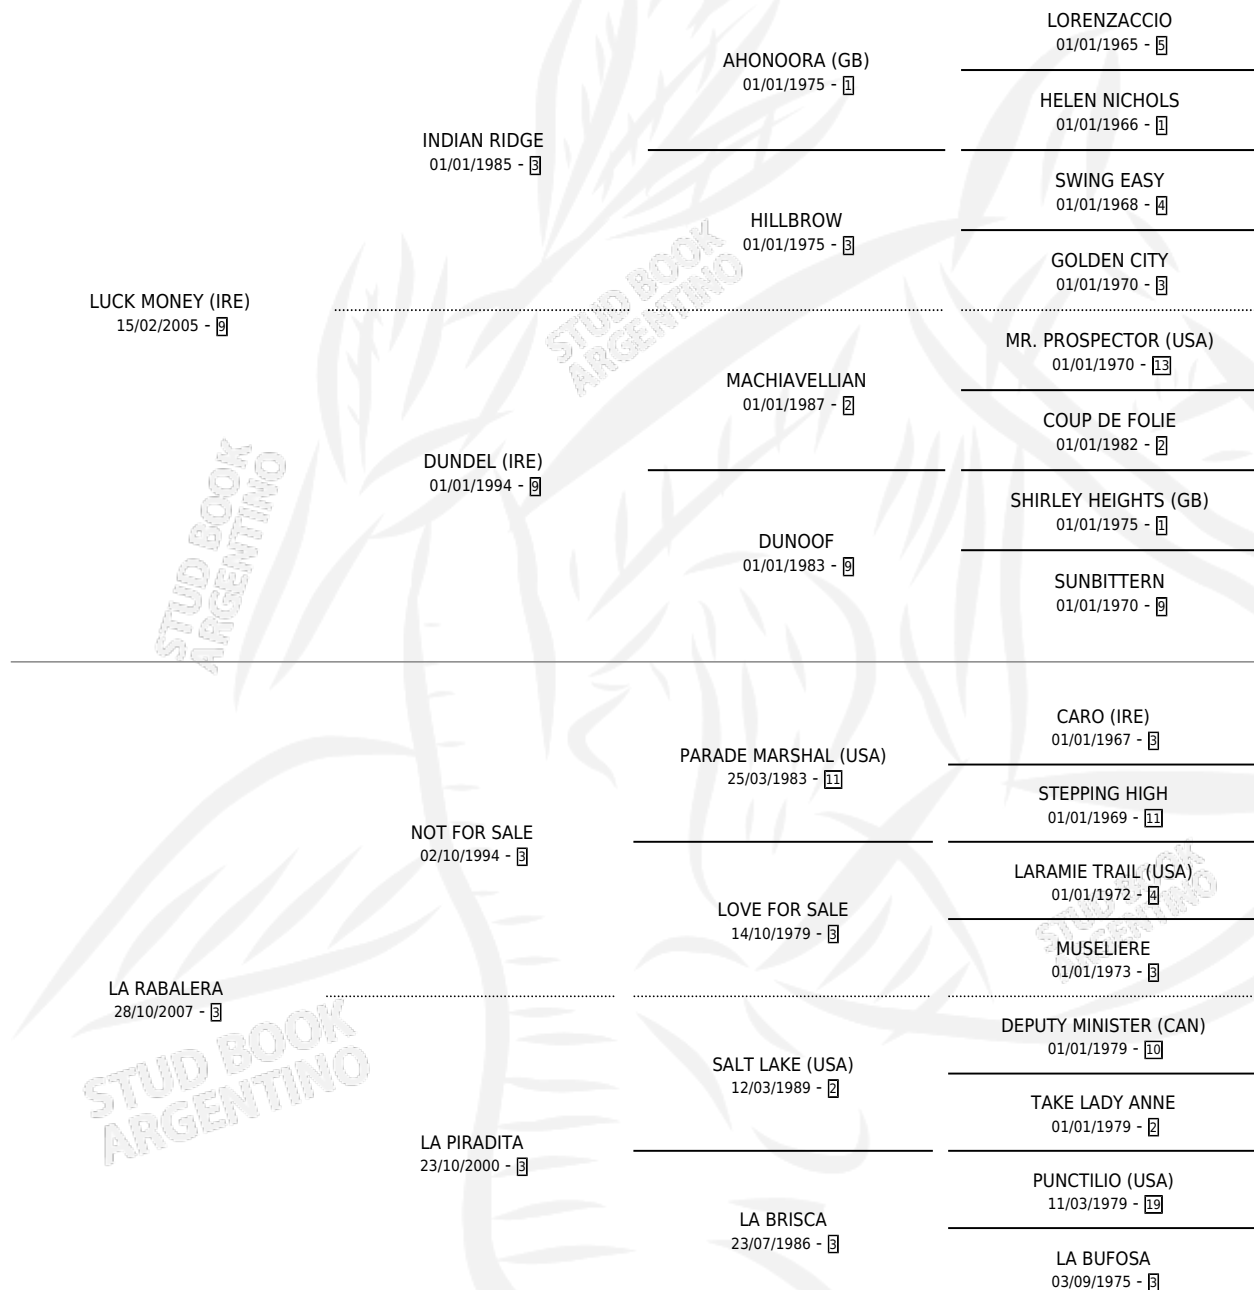 LORENZACCIO
01/01/1965 - 5
AHONOORA (GB)
01/01/1975 - 1
HELEN NICHOLS
01/01/1966 - 1
INDIAN RIDGE
01/01/1985 - 3
SWING EASY
01/01/1968 - 4
HILLBROW
01/01/1975 - 3
GOLDEN CITY
01/01/1970 - 3
LUCK MONEY (IRE)
15/02/2005 - 9
MR. PROSPECTOR (USA)
01/01/1970 - 13
MACHIAVELLIAN
01/01/1987 - 2
COUP DE FOLIE
01/01/1982 - 2
DUNDEL (IRE)
01/01/1994 - 9
SHIRLEY HEIGHTS (GB)
01/01/1975 - 1
DUNOOF
01/01/1983 - 9
SUNBITTERN
01/01/1970 - 9
CARO (IRE)
01/01/1967 - 3
PARADE MARSHAL (USA)
25/03/1983 - 11
STEPPING HIGH
01/01/1969 - 11
NOT FOR SALE
02/10/1994 - 3
LARAMIE TRAIL (USA)
01/01/1972 - 4
LOVE FOR SALE
14/10/1979 - 3
MUSELIERE
01/01/1973 - 3
LA RABALERA
28/10/2007 - 3
DEPUTY MINISTER (CAN)
01/01/1979 - 10
SALT LAKE (USA)
12/03/1989 - 2
TAKE LADY ANNE
01/01/1979 - 2
LA PIRADITA
23/10/2000 - 3
PUNCTILIO (USA)
11/03/1979 - 19
LA BRISCA
23/07/1986 - 3
LA BUFOSA
03/09/1975 - 3
STUD BOOK
ARGENTINO
STUD BOOK
ARGENTINO
STUD BOOK
ARGENTINO
STUD BOOK
ARGENTINO